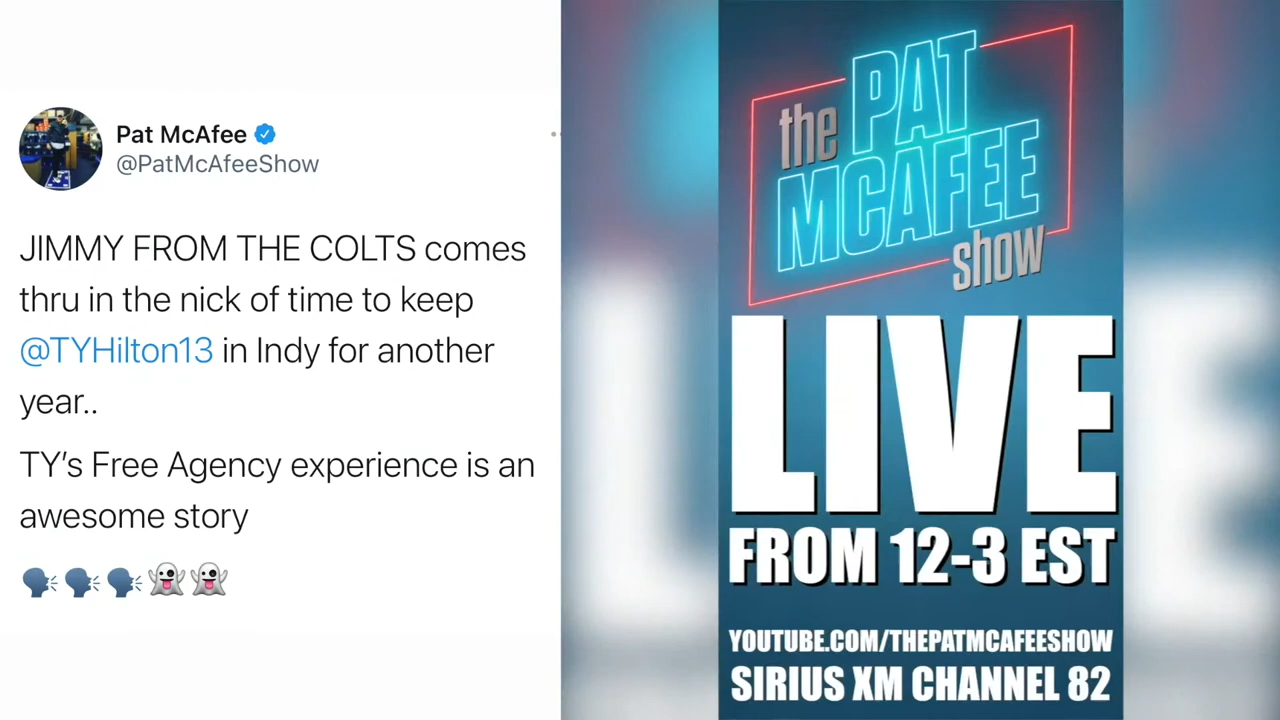 Pat McAfee
@PatMcAfeeShow
JIMMY FROM THE COLTS comes
thru in the nick of time to keep
@TYHilton13 in Indy for another
year..
TY’s Free Agency experience is an
awesome story
🗣🗣🗣👻👻
the PAT
MCAFEE
show
LIVE
FROM 12-3 EST
YOUTUBE.COM/THEPATMCAFEESHOW
SIRIUS XM CHANNEL 82